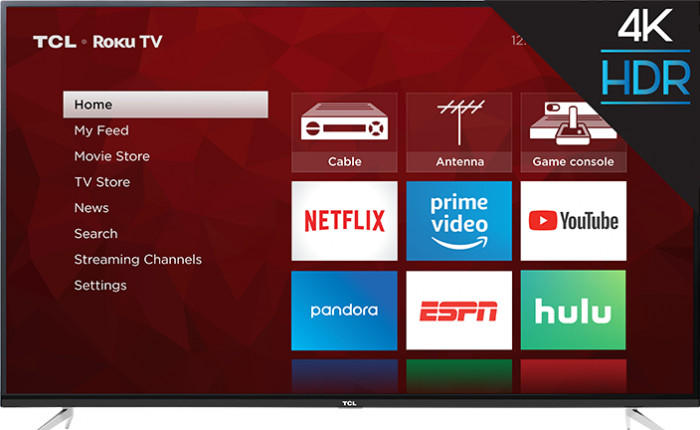 TCL • Roku TV
12:
4K
HDR
Home
My Feed
Movie Store
TV Store
News
Search
Streaming Channels
Settings
Cable
Antenna
Game console
NETFLIX
prime video
YouTube
pandora
ESPN
hulu
TCL